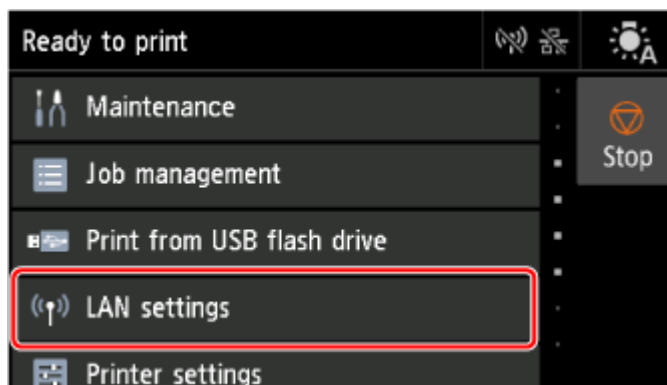 Ready to print
A
Maintenance
Stop
Job management
Print from USB flash drive
LAN settings
Printer settings